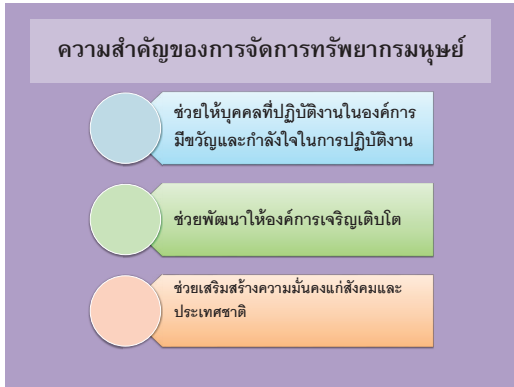 ความสำคัญของการจัดการทรัพยากรมนุษย์
ช่วยให้บุคคลที่ปฏิบัติงานในองค์การ
มีขวัญและกำลังใจในการปฏิบัติงาน
ช่วยพัฒนาให้องค์การเจริญเติบโต
ช่วยเสริมสร้างความมั่นคงแก่สังคมและ
ประเทศชาติ